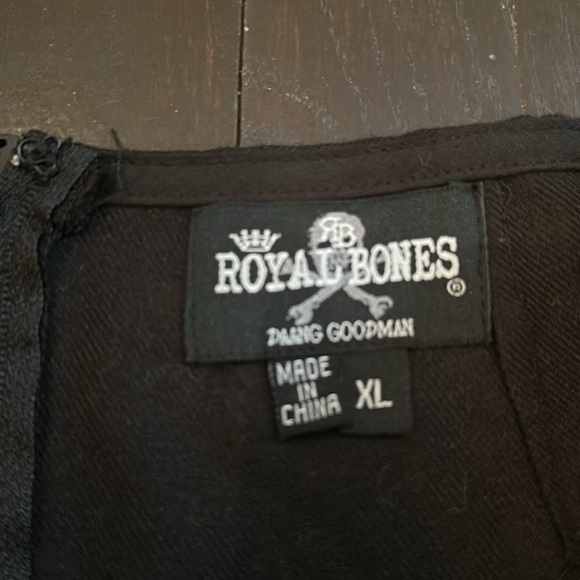 RB
ROYAL BONES ®
DAANG GOODMAN
MADE
IN
CHINA
XL